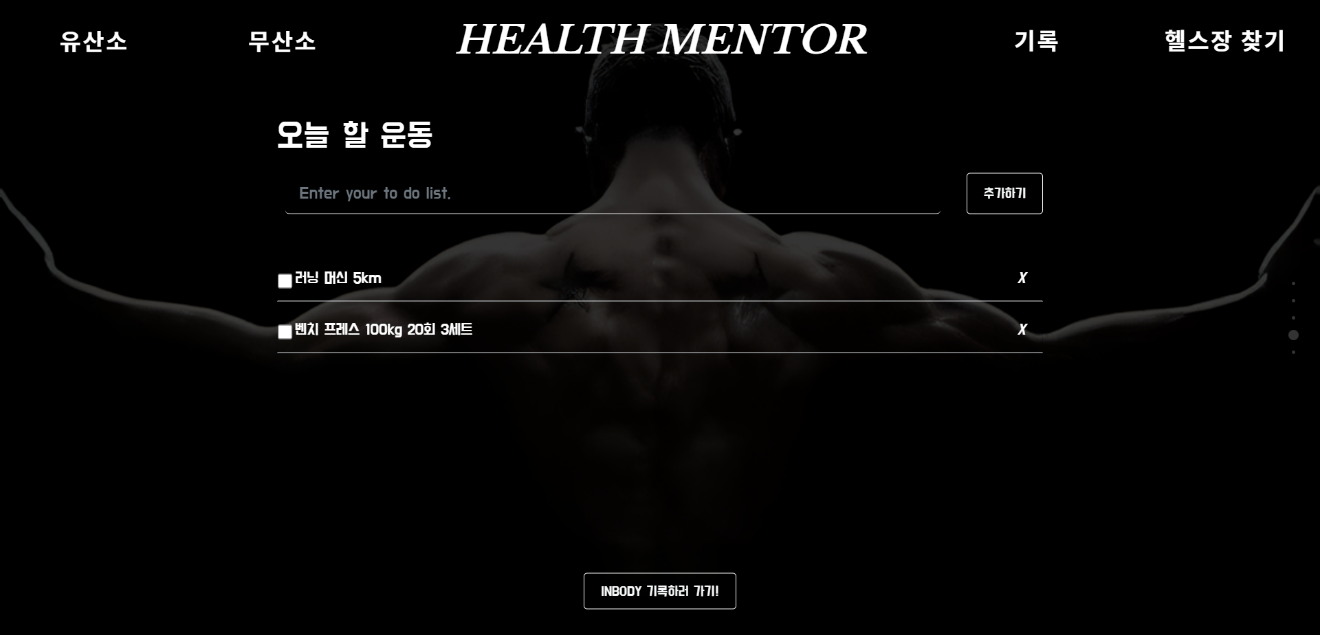 유산소 무산소 HEALTH MENTOR 기록 헬스장 찾기
오늘 할 운동
Enter your to do list. 추가하기
러닝 머신 5km X
벤치 프레스 100kg 20회 3세트 X
INBODY 기록하러 가기!